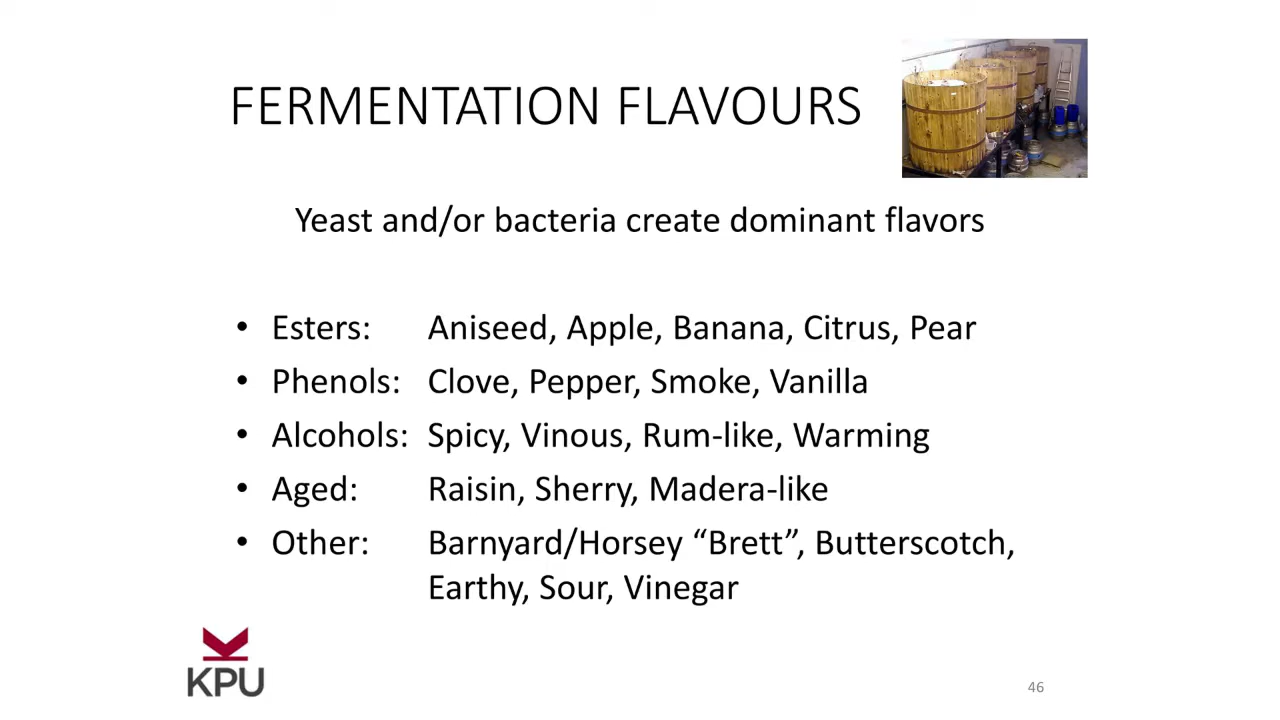 FERMENTATION FLAVOURS
Yeast and/or bacteria create dominant flavors
• Esters: Aniseed, Apple, Banana, Citrus, Pear
• Phenols: Clove, Pepper, Smoke, Vanilla
• Alcohols: Spicy, Vinous, Rum-like, Warming
• Aged: Raisin, Sherry, Madera-like
• Other: Barnyard/Horsey “Brett”, Butterscotch,
Earthy, Sour, Vinegar
KPU
46